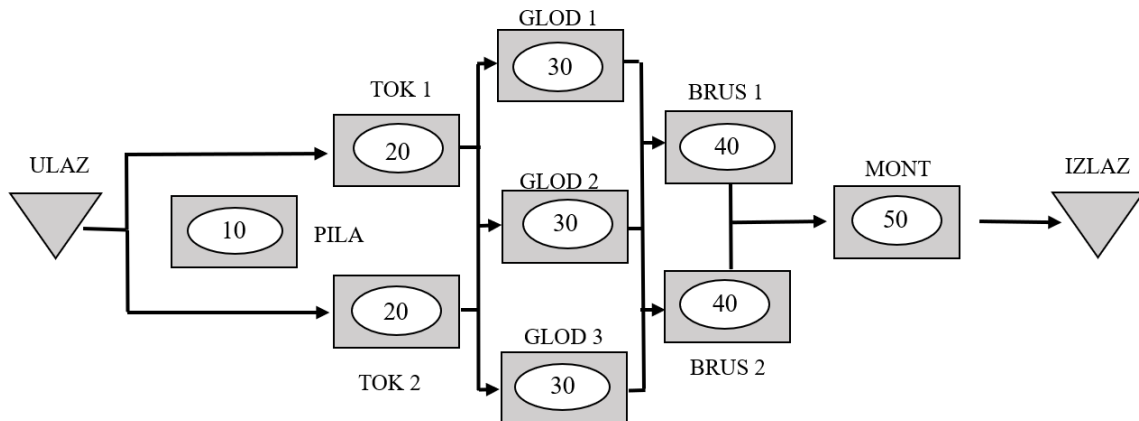 ULAZ
10
PILA
TOK 1
20
20
TOK 2
GLOD 1
30
GLOD 2
30
GLOD 3
30
BRUS 1
40
40
BRUS 2
MONT
50
IZLAZ